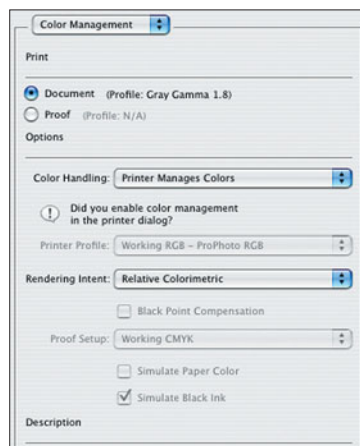 Color Management
Print
Document (Profile: Gray Gamma 1.8)
Proof (Profile: N/A)
Options
Color Handling: Printer Manages Colors
Did you enable color management
in the printer dialog?
Printer Profile: Working RGB – ProPhoto RGB
Rendering Intent: Relative Colorimetric
Black Point Compensation
Proof Setup: Working CMYK
Simulate Paper Color
Simulate Black Ink
Description